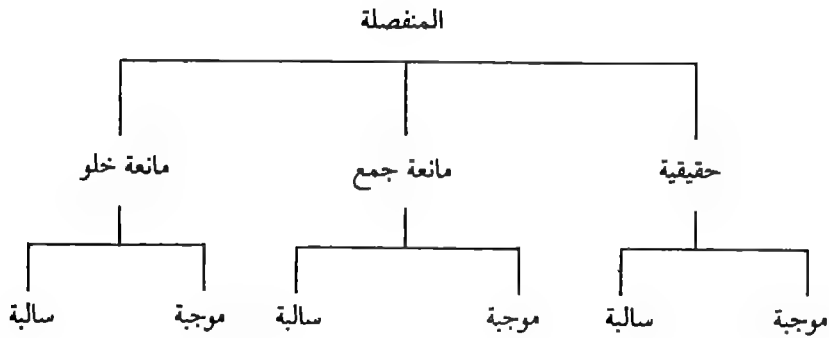 المنفصلة
حقيقية مانعة جمع مانعة خلو
موجبة سالبة موجبة سالبة موجبة سالبة